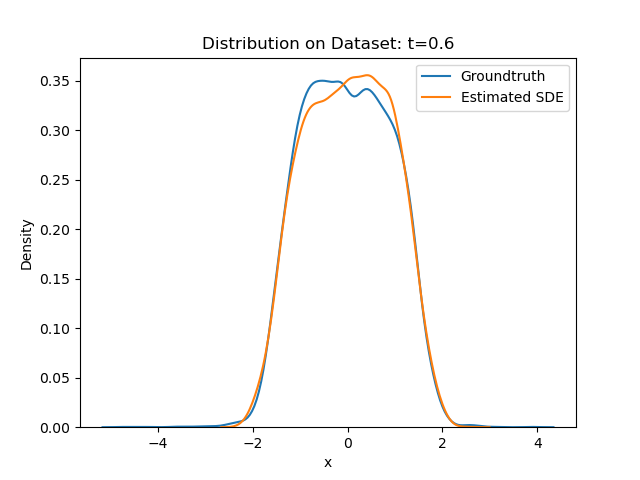 Distribution on Dataset: t=0.6
Groundtruth
Estimated SDE
Density
0.35
0.30
0.25
0.20
0.15
0.10
0.05
0.00
−4
−2
0
2
4
x